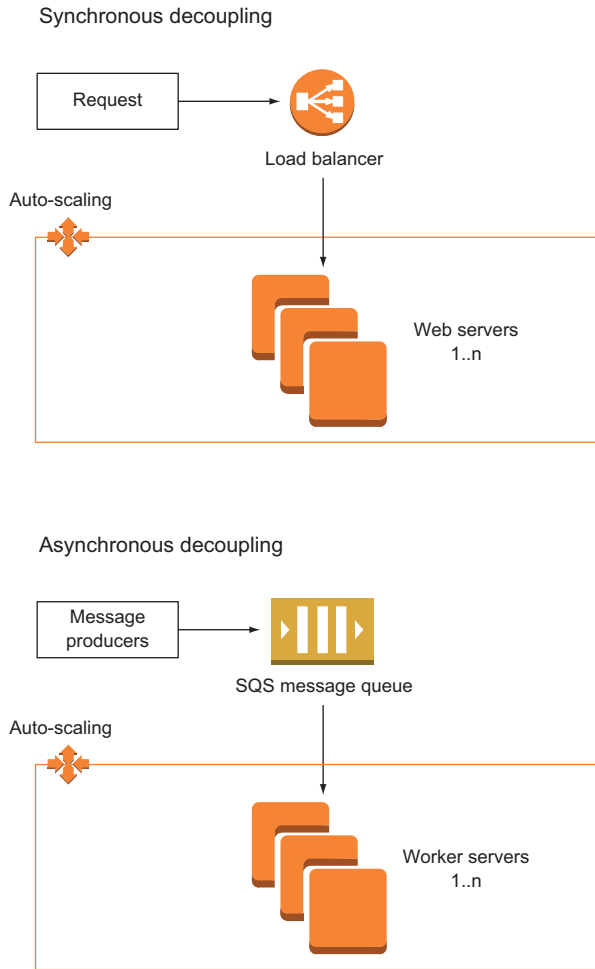 Synchronous decoupling
Request
Load balancer
Auto-scaling
Web servers
1..n
Asynchronous decoupling
Message
producers
SQS message queue
Auto-scaling
Worker servers
1..n